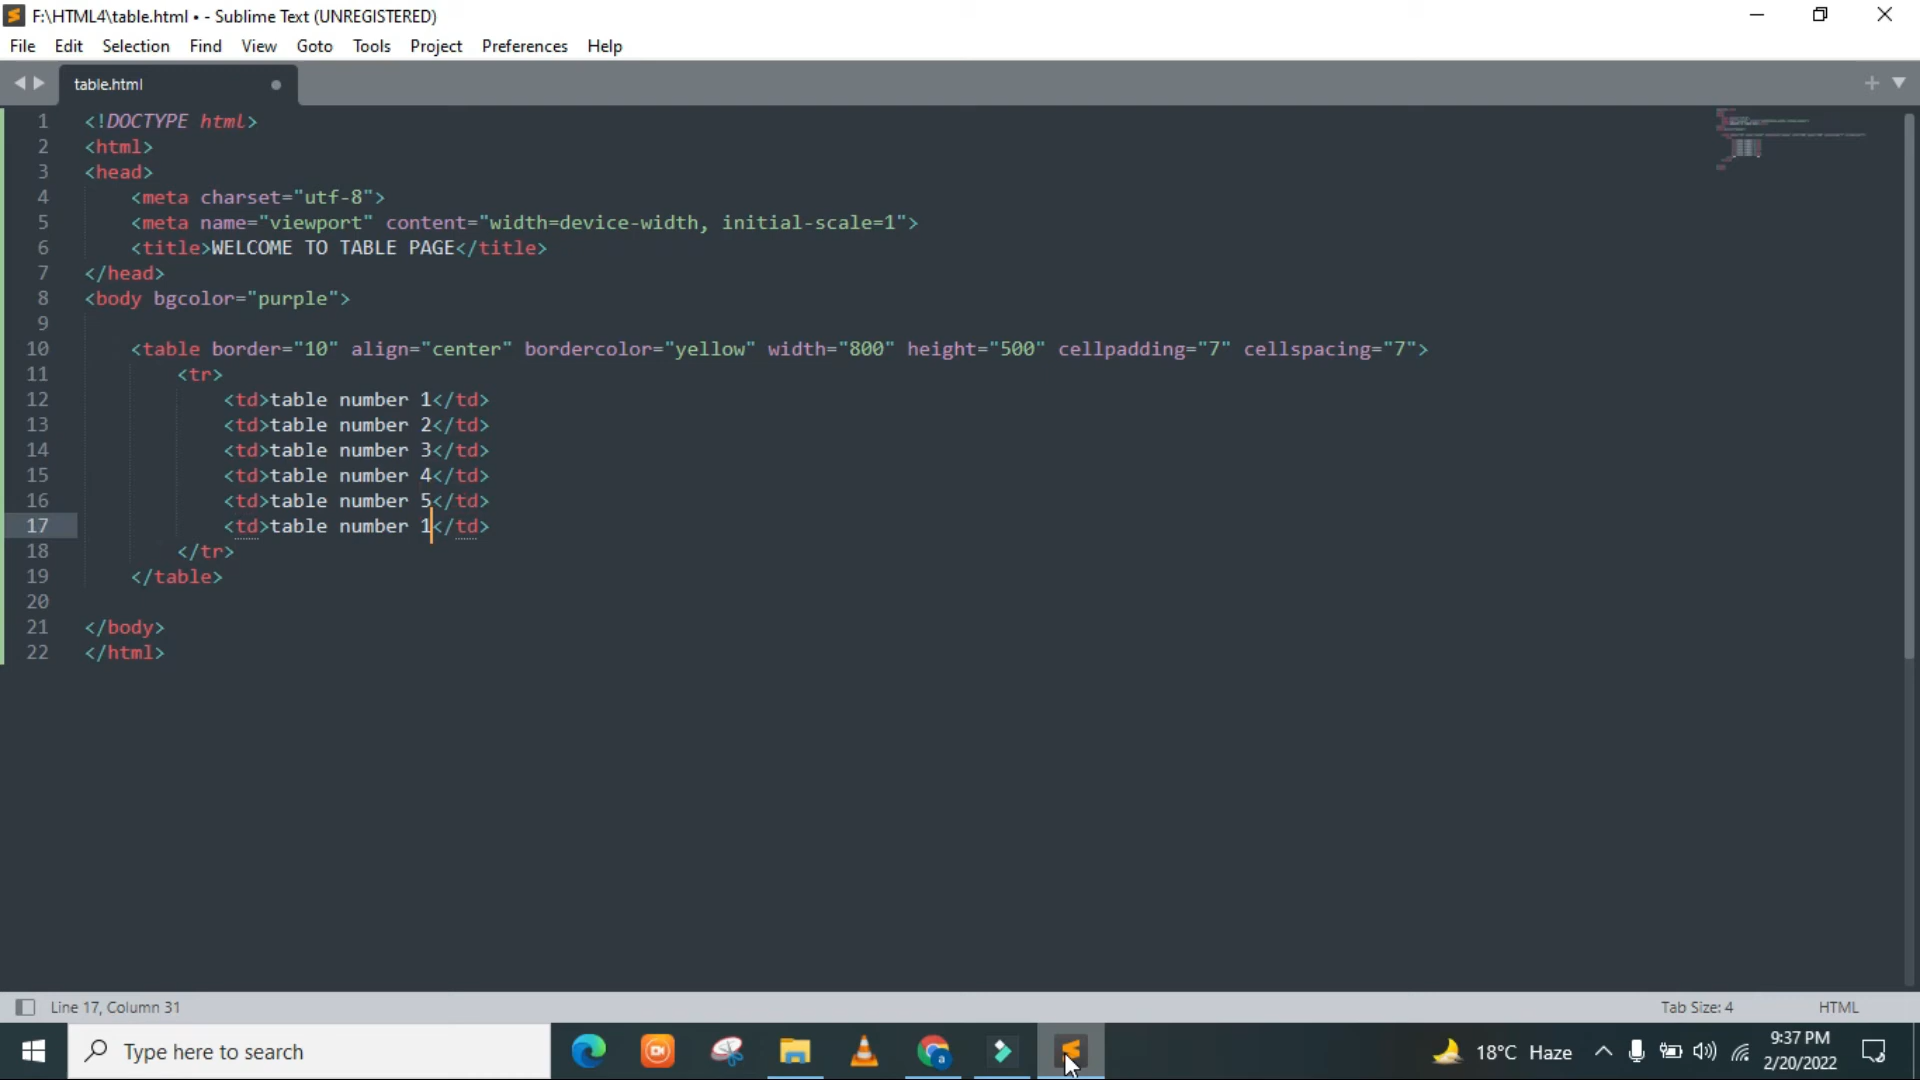 F:\HTML4\table.html • - Sublime Text (UNREGISTERED)
File Edit Selection Find View Goto Tools Project Preferences Help
table.html
1 <!DOCTYPE html>
2 <html>
3 <head>
4 <meta charset="utf-8">
5 <meta name="viewport" content="width=device-width, initial-scale=1">
6 <title>WELCOME TO TABLE PAGE</title>
7 </head>
8 <body bgcolor="purple">
9
10 <table border="10" align="center" bordercolor="yellow" width="800" height="500" cellpadding="7" cellspacing="7">
11 <tr>
12 <td>table number 1</td>
13 <td>table number 2</td>
14 <td>table number 3</td>
15 <td>table number 4</td>
16 <td>table number 5</td>
17 <td>table number 1</td>
18 </tr>
19 </table>
20
21 </body>
22 </html>
Line 17, Column 31 Tab Size: 4 HTML
Type here to search 18°C Haze 9:37 PM
2/20/2022